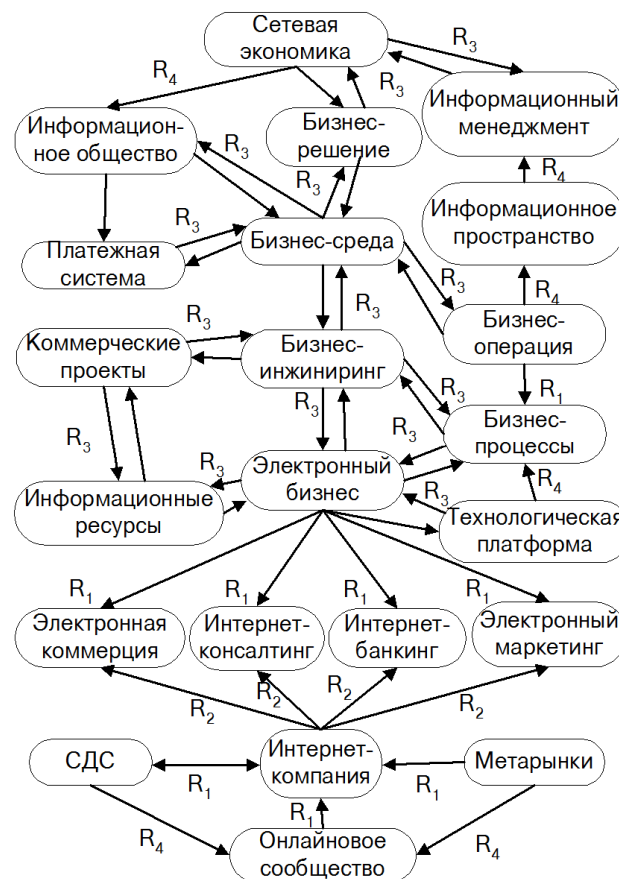 Сетевая
экономика
R3
R4
R3
Информационный
менеджмент
Информацион-
ное общество
Бизнес-
решение
R3
R3
R4
Информационное
пространство
R3
Платежная
система
Бизнес-среда
R3
R4
Бизнес-
операция
R3
R3
Коммерческие
проекты
Бизнес-
инжиниринг
R3
R1
R3
R3
R3
Бизнес-
процессы
R3
Электронный
бизнес
R4
R3
Информационные
ресурсы
Технологическая
платформа
R1
R1
R1
R1
Электронная
коммерция
Интернет-
консалтинг
Интернет-
банкинг
Электронный
маркетинг
R2
R2
R2
R2
СДС
Интернет-
компания
Метарынки
R1
R1
R1
R4
R4
Онлайновое
сообщество